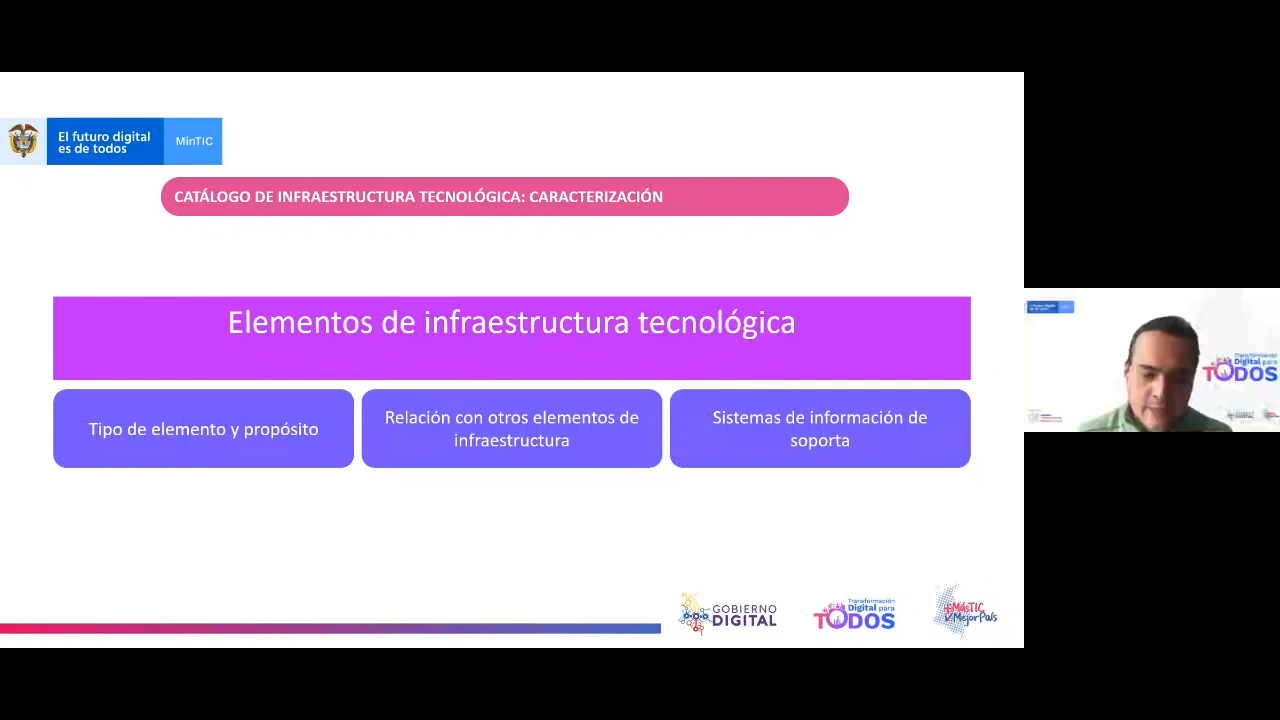 El futuro digital
es de todos
MinTIC
CATÁLOGO DE INFRAESTRUCTURA TECNOLÓGICA: CARACTERIZACIÓN
Elementos de infraestructura tecnológica
Tipo de elemento y propósito
Relación con otros elementos de
infraestructura
Sistemas de información de
soporta
GOBIERNO
DIGITAL
Transformación
Digital para
TODOS
+MásTIC
MejorPaís
Transformación
Digital para
TODOS